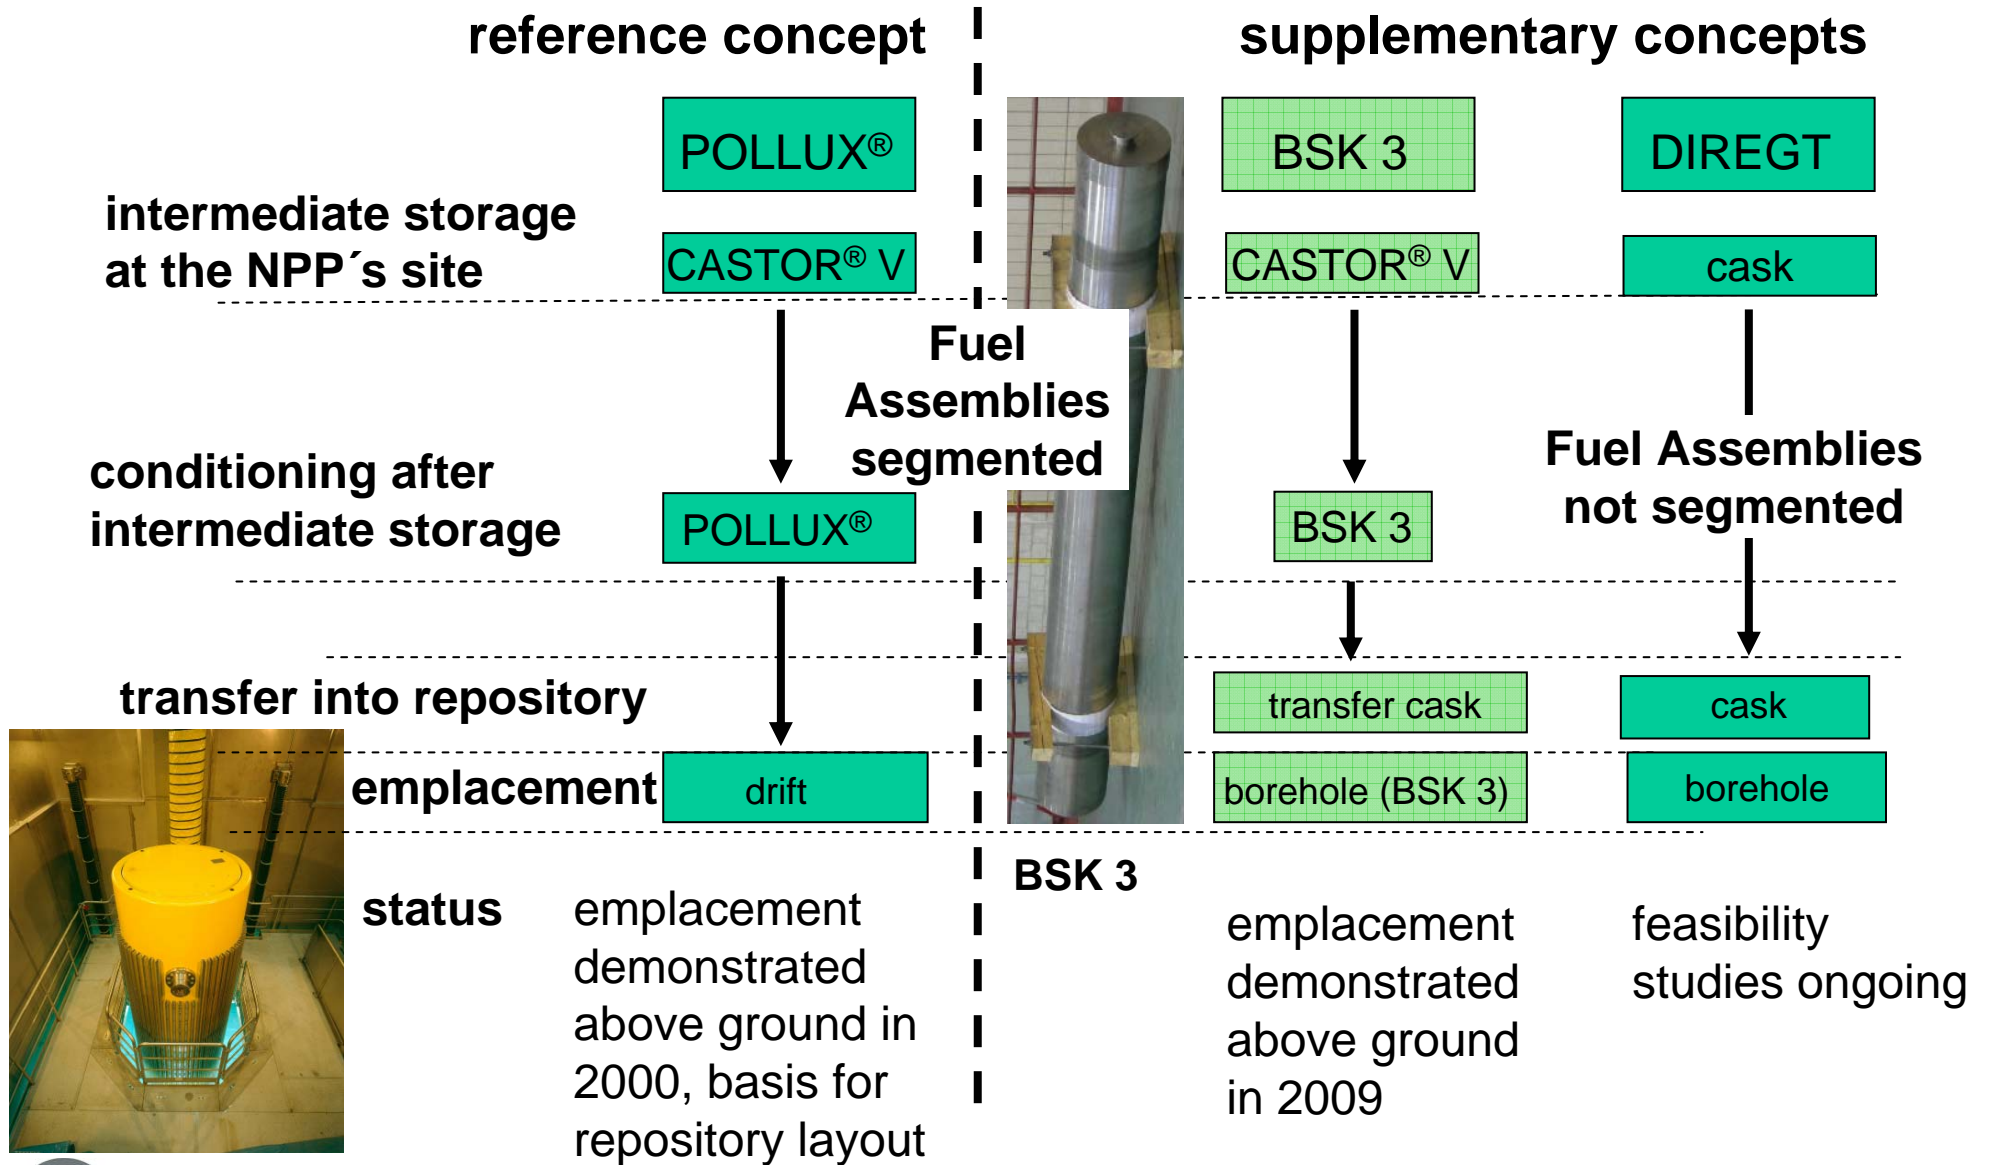 reference concept
supplementary concepts
POLLUX®
BSK 3
DIREGT
intermediate storage
at the NPP´s site
CASTOR® V
CASTOR® V
cask
Fuel
Assemblies
segmented
Fuel Assemblies
not segmented
conditioning after
intermediate storage
POLLUX®
BSK 3
transfer into repository
transfer cask
cask
emplacement
drift
borehole (BSK 3)
borehole
BSK 3
status
emplacement
demonstrated
above ground in
2000, basis for
repository layout
emplacement
demonstrated
above ground
in 2009
feasibility
studies ongoing